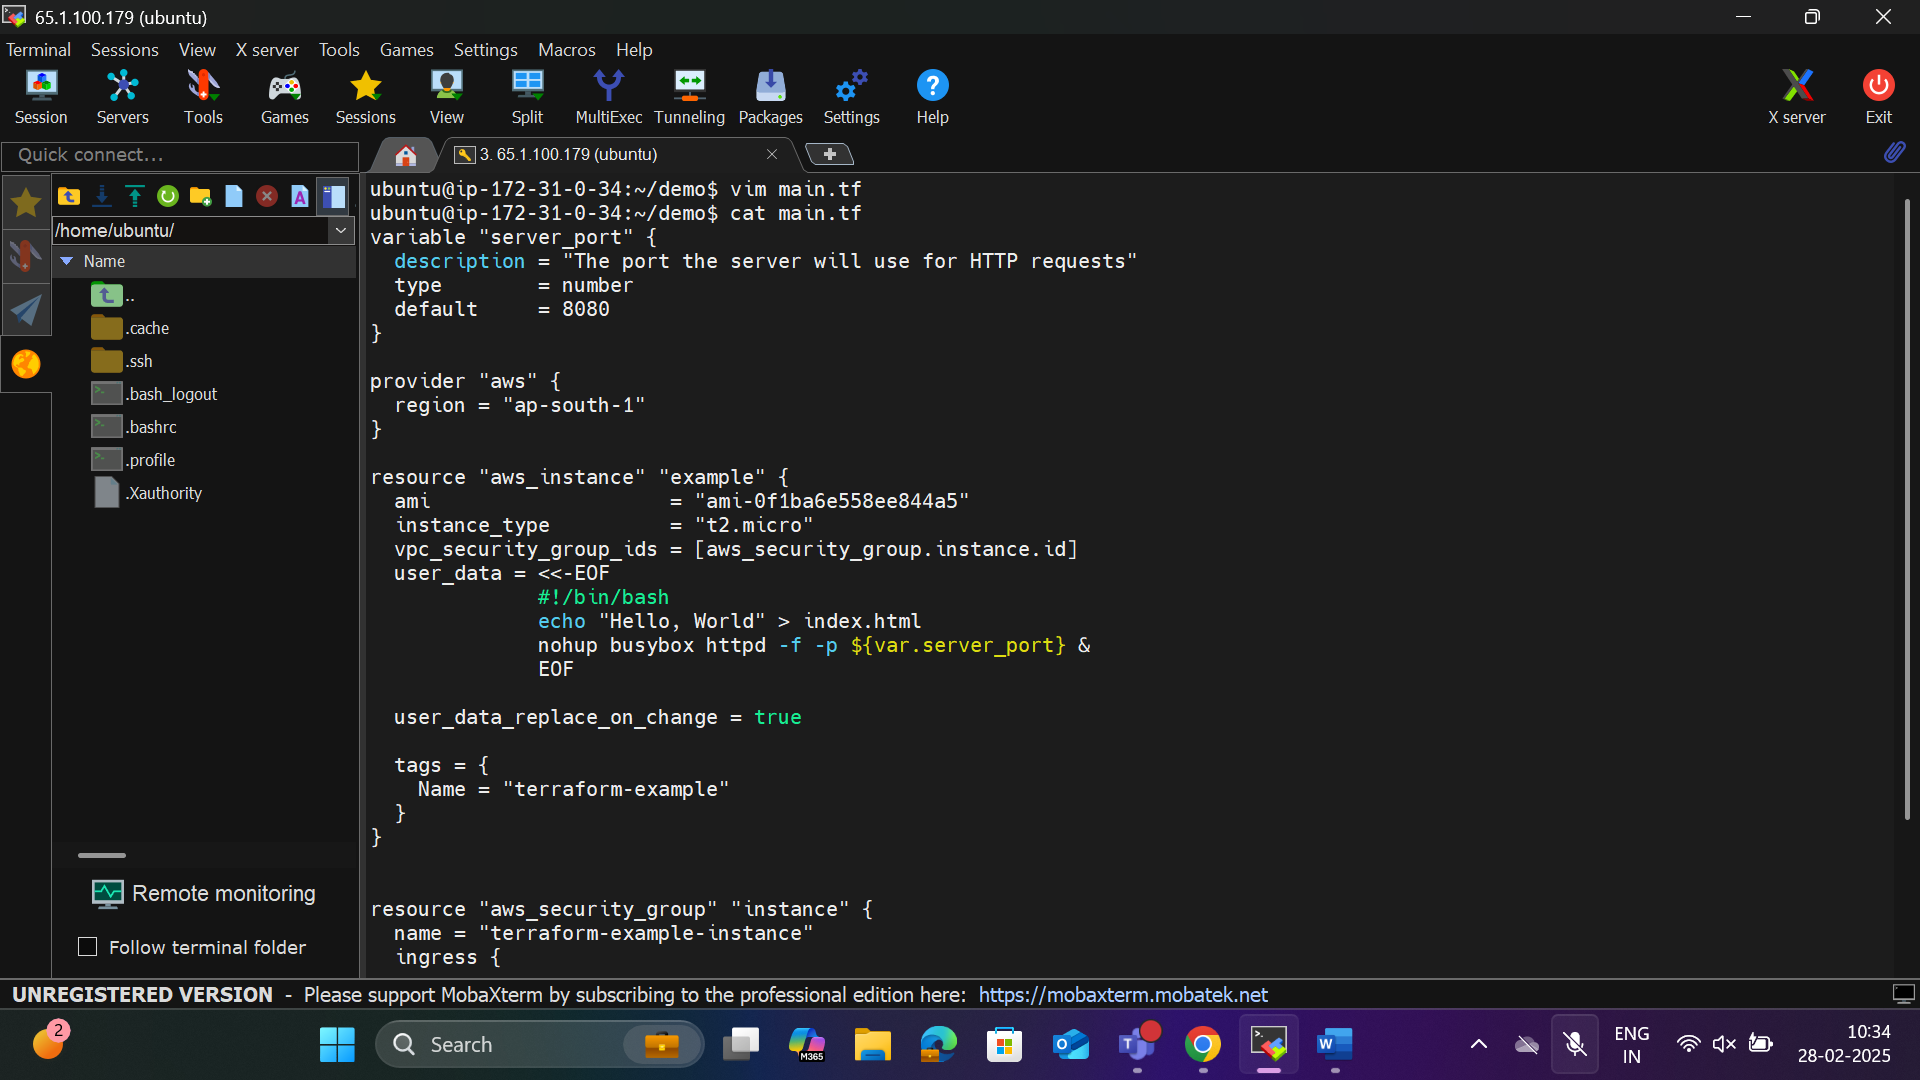 65.1.100.179 (ubuntu)
Terminal Sessions View X server Tools Games Settings Macros Help
Session Servers Tools Games Sessions View Split MultiExec Tunneling Packages Settings Help X server Exit
Quick connect...
3. 65.1.100.179 (ubuntu)
/home/ubuntu/
Name
..
.cache
.ssh
.bash_logout
.bashrc
.profile
.Xauthority
Remote monitoring
Follow terminal folder
ubuntu@ip-172-31-0-34:~/demo$ vim main.tf
ubuntu@ip-172-31-0-34:~/demo$ cat main.tf
variable "server_port" {
  description = "The port the server will use for HTTP requests"
  type        = number
  default     = 8080
}
provider "aws" {
  region = "ap-south-1"
}
resource "aws_instance" "example" {
  ami                    = "ami-0f1ba6e558ee844a5"
  instance_type          = "t2.micro"
  vpc_security_group_ids = [aws_security_group.instance.id]
  user_data = <<-EOF
              #!/bin/bash
              echo "Hello, World" > index.html
              nohup busybox httpd -f -p ${var.server_port} &
              EOF
  user_data_replace_on_change = true
  tags = {
    Name = "terraform-example"
  }
}
resource "aws_security_group" "instance" {
  name = "terraform-example-instance"
  ingress {
UNREGISTERED VERSION - Please support MobaXterm by subscribing to the professional edition here: https://mobaxterm.mobatek.net
2
Search
M365
ENG
IN
10:34
28-02-2025